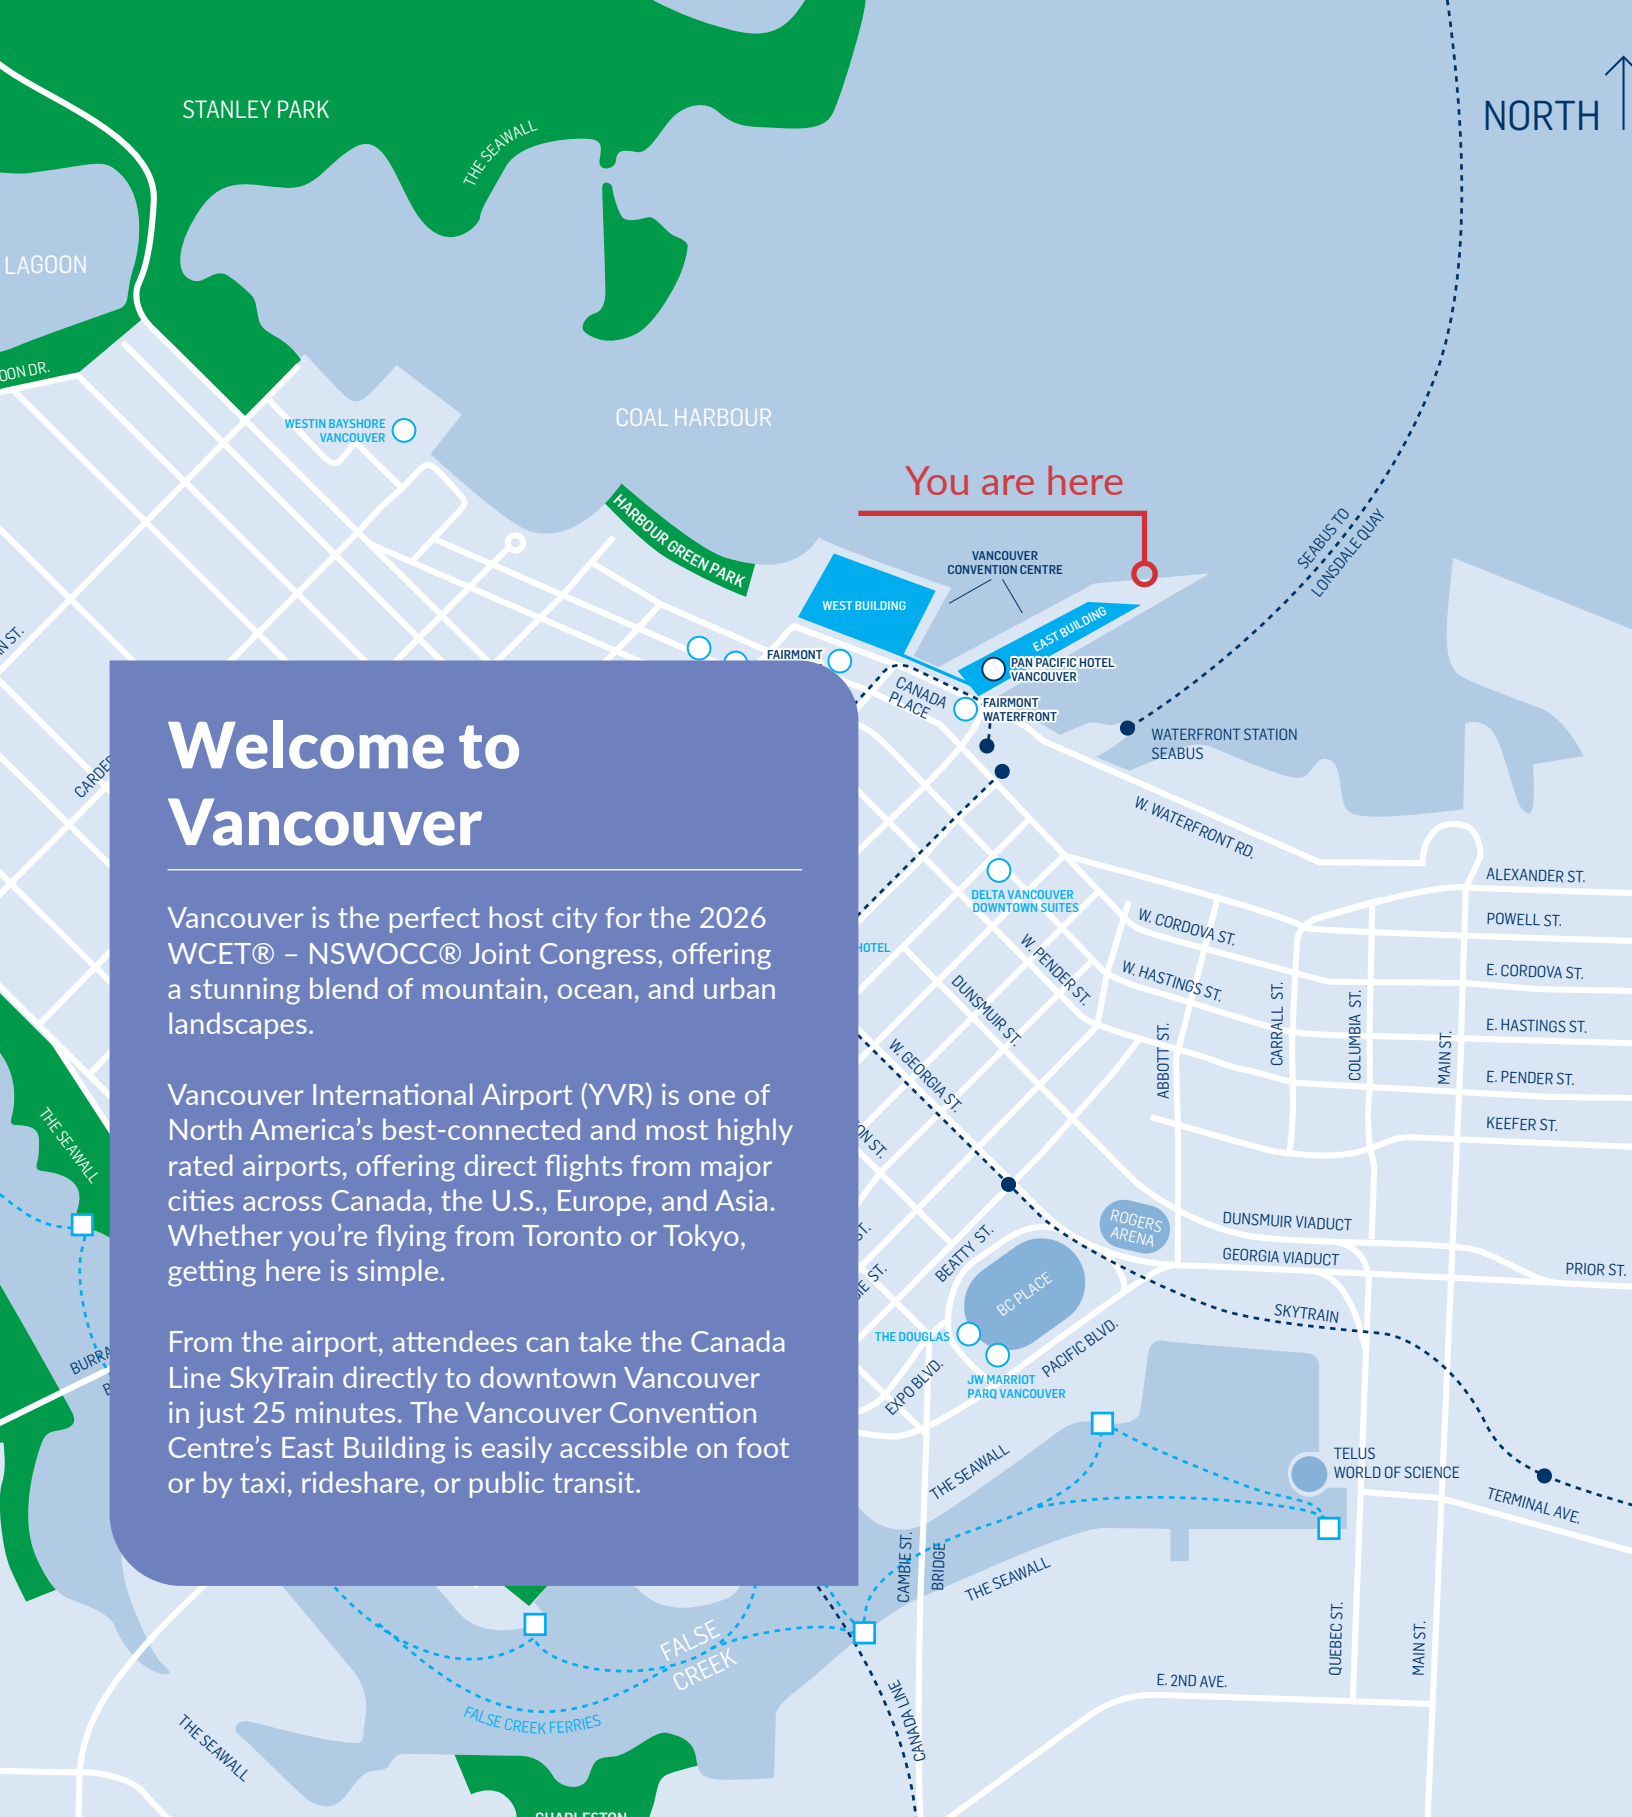 STANLEY PARK
THE SEAWALL
NORTH
LAGOON
OON DR.
WESTIN BAYSHORE
VANCOUVER
COAL HARBOUR
You are here
HARBOUR GREEN PARK
VANCOUVER
CONVENTION CENTRE
SEABUS TO
LONSDALE QUAY
WEST BUILDING
EAST BUILDING
N ST.
FAIRMONT
PAN PACIFIC HOTEL
VANCOUVER
CANADA
PLACE
FAIRMONT
WATERFRONT
WATERFRONT STATION
SEABUS
CARDER
Welcome to
Vancouver
Vancouver is the perfect host city for the 2026
WCET® – NSWOCC® Joint Congress, offering
a stunning blend of mountain, ocean, and urban
landscapes.
Vancouver International Airport (YVR) is one of
North America's best-connected and most highly
rated airports, offering direct flights from major
cities across Canada, the U.S., Europe, and Asia.
Whether you're flying from Toronto or Tokyo,
getting here is simple.
From the airport, attendees can take the Canada
Line SkyTrain directly to downtown Vancouver
in just 25 minutes. The Vancouver Convention
Centre's East Building is easily accessible on foot
or by taxi, rideshare, or public transit.
W. WATERFRONT RD.
DELTA VANCOUVER
DOWNTOWN SUITES
ALEXANDER ST.
POWELL ST.
W. CORDOVA ST.
HOTEL
W. PENDER ST.
W. HASTINGS ST.
E. CORDOVA ST.
DUNSMUIR ST.
CARRALL ST.
COLUMBIA ST.
E. HASTINGS ST.
ABBOTT ST.
MAIN ST.
W. GEORGIA ST.
E. PENDER ST.
KEEFER ST.
ON ST.
THE SEAWALL
ROGERS
ARENA
DUNSMUIR VIADUCT
ST.
BEATTY ST.
GEORGIA VIADUCT
PRIOR ST.
BIE ST.
BC PLACE
SKYTRAIN
THE DOUGLAS
PACIFIC BLVD.
BURRA
B
JW MARRIOT
PARQ VANCOUVER
EXPO BLVD.
THE SEAWALL
TELUS
WORLD OF SCIENCE
TERMINAL AVE.
CAMBIE ST.
BRIDGE
THE SEAWALL
FALSE
CREEK
QUEBEC ST.
MAIN ST.
E. 2ND AVE.
CANADA LINE
FALSE CREEK FERRIES
THE SEAWALL
CHARLESTON